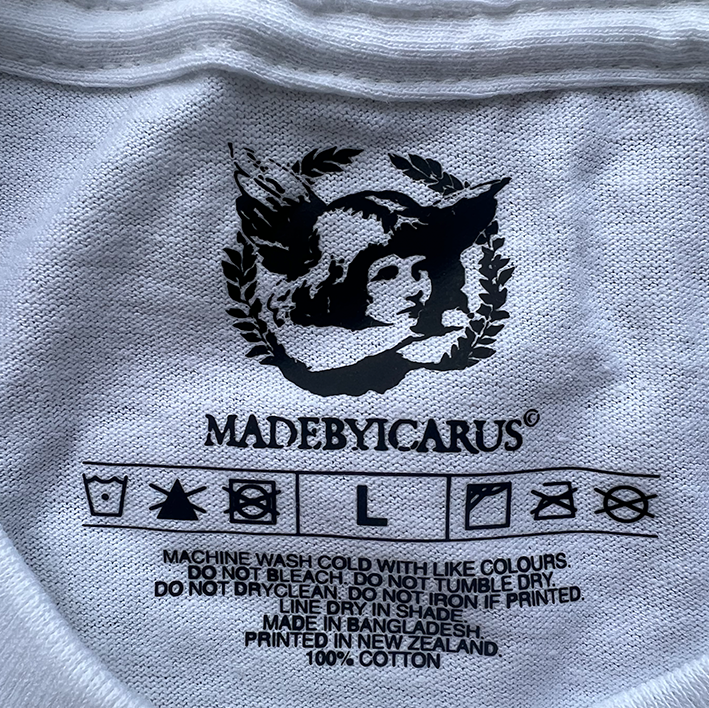 MADEBYICARUS©
L
MACHINE WASH COLD WITH LIKE COLOURS.
DO NOT BLEACH. DO NOT TUMBLE DRY.
DO NOT DRYCLEAN. DO NOT IRON IF PRINTED.
LINE DRY IN SHADE.
MADE IN BANGLADESH.
PRINTED IN NEW ZEALAND.
100% COTTON